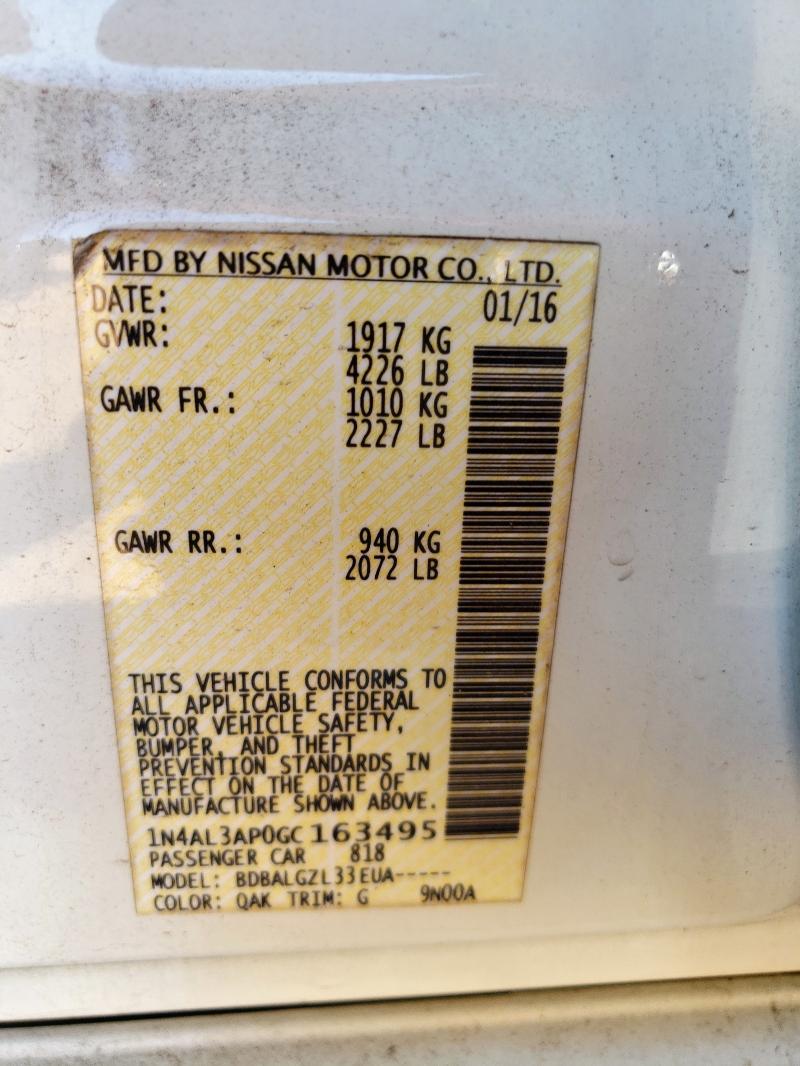 MFD BY NISSAN MOTOR CO., LTD.
DATE: 01/16
GVWR: 1917 KG
4226 LB
GAWR FR.: 1010 KG
2227 LB
GAWR RR.: 940 KG
2072 LB
THIS VEHICLE CONFORMS TO
ALL APPLICABLE FEDERAL
MOTOR VEHICLE SAFETY,
BUMPER, AND THEFT
PREVENTION STANDARDS IN
EFFECT ON THE DATE OF
MANUFACTURE SHOWN ABOVE.
1N4AL3AP0GC163495
PASSENGER CAR 818
MODEL: BDBALGZL33EUA-----
COLOR: QAK TRIM: G 9N00A